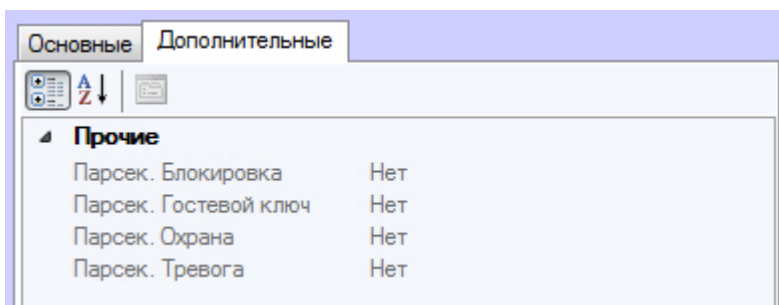 Основные Дополнительные
A
Z
Прочие
Парсек. Блокировка Нет
Парсек. Гостевой ключ Нет
Парсек. Охрана Нет
Парсек. Тревога Нет